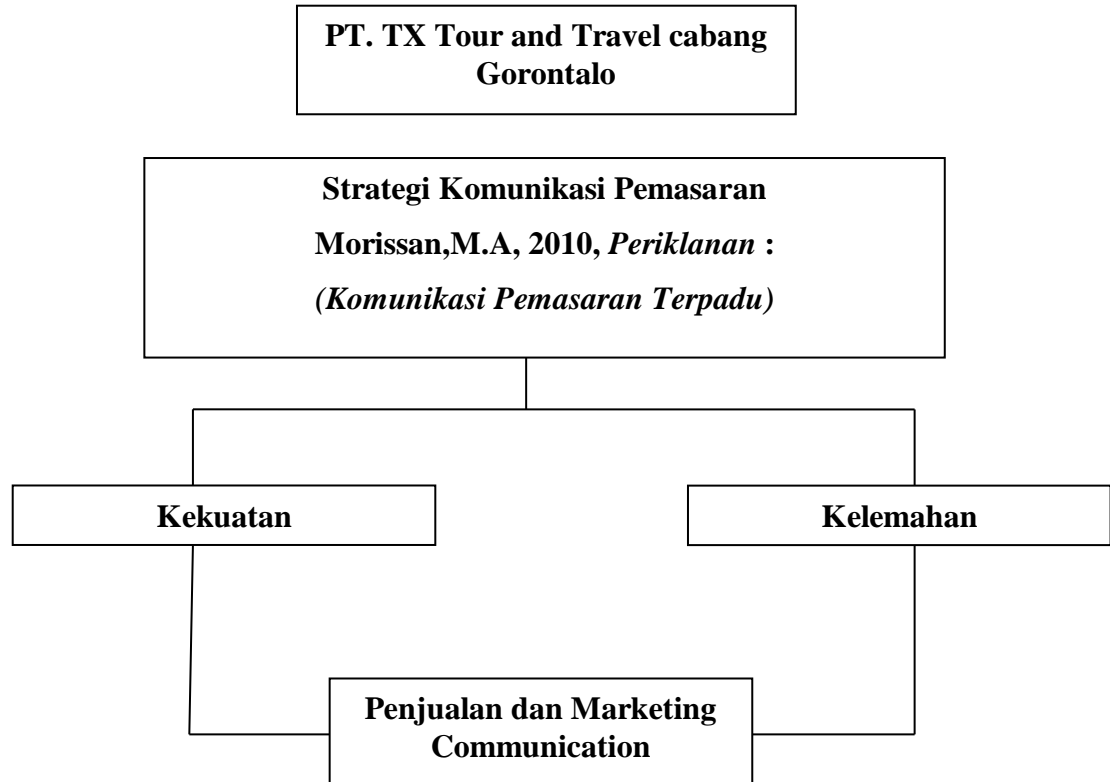 PT. TX Tour and Travel cabang
Gorontalo
Strategi Komunikasi Pemasaran
Morissan,M.A, 2010, Periklanan :
(Komunikasi Pemasaran Terpadu)
Kekuatan
Kelemahan
Penjualan dan Marketing
Communication